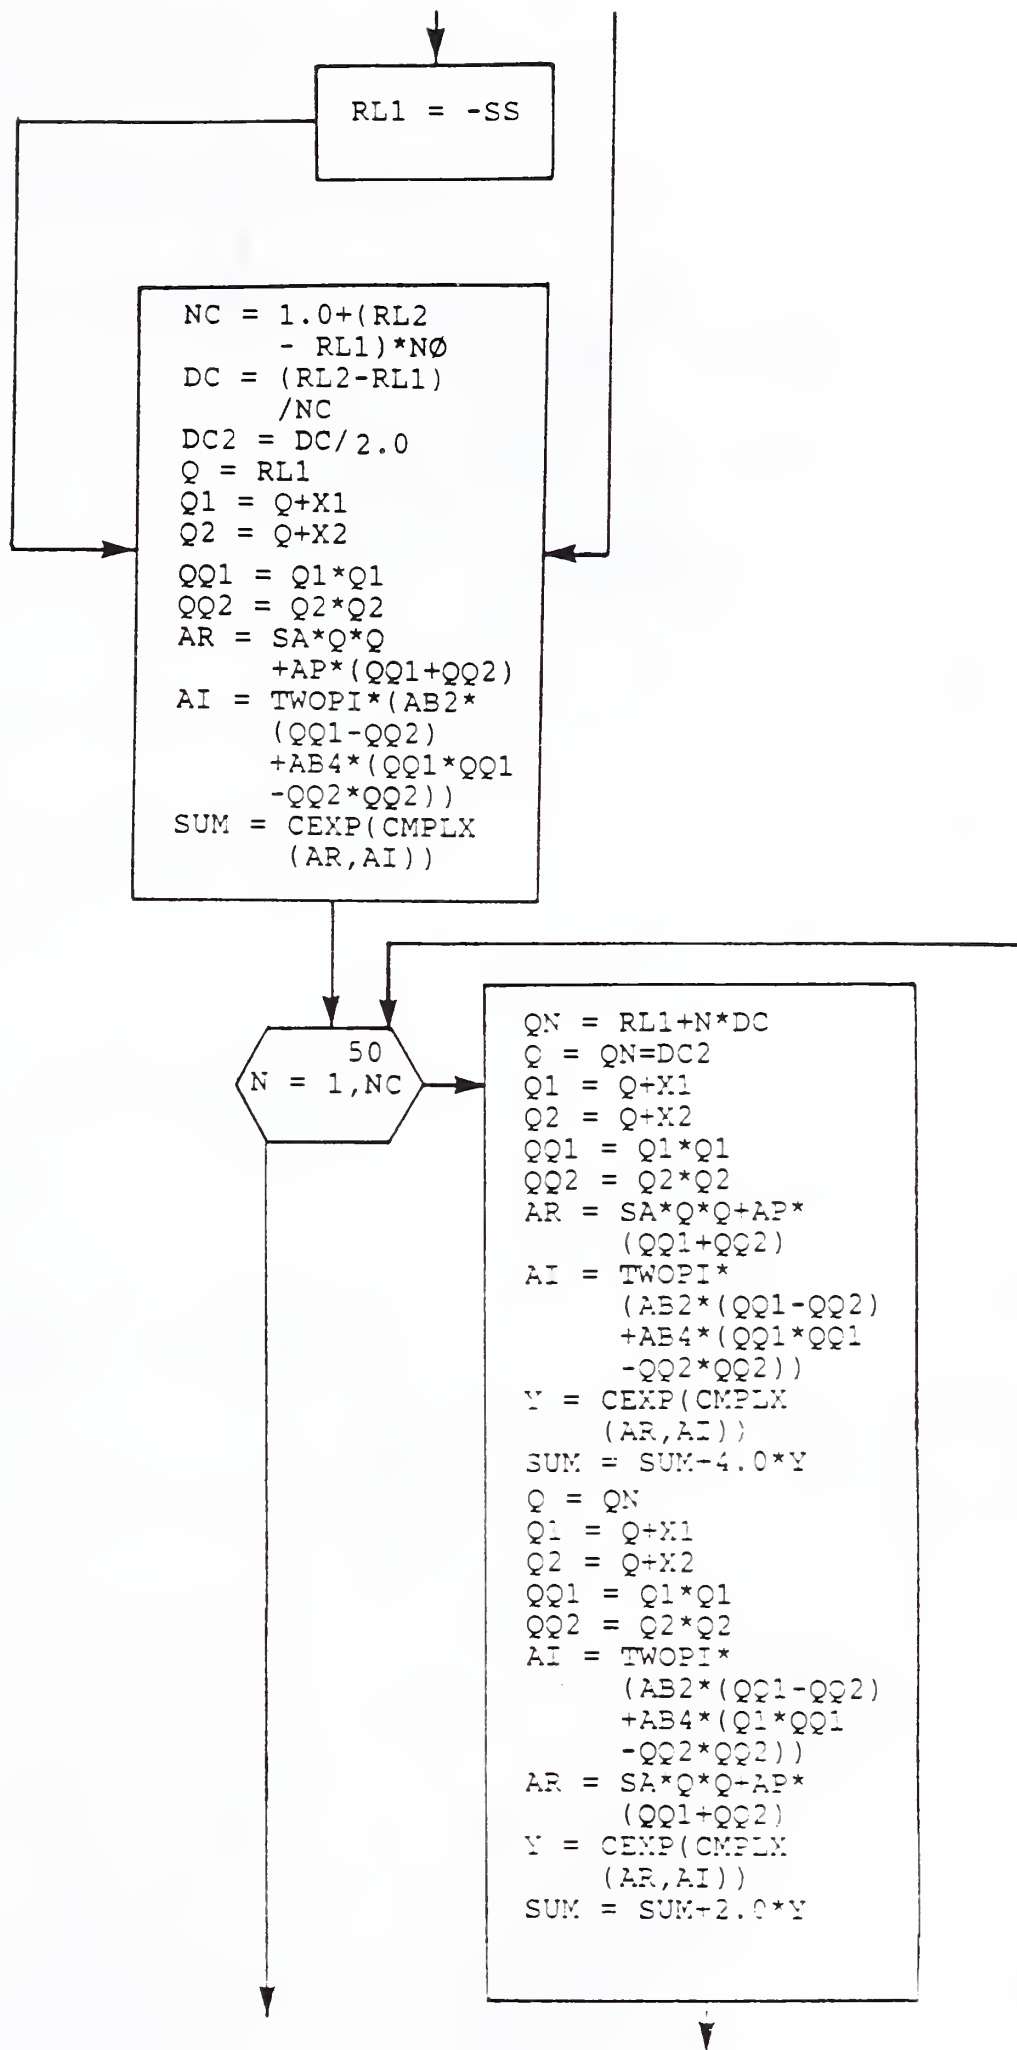 RL1 = -SS
NC = 1.0+(RL2
- RL1)*NØ
DC = (RL2-RL1)
/NC
DC2 = DC/2.0
Q = RL1
Q1 = Q+X1
Q2 = Q+X2
QQ1 = Q1*Q1
QQ2 = Q2*Q2
AR = SA*Q*Q
+AP*(QQ1+QQ2)
AI = TWOPI*(AB2*
(QQ1-QQ2)
+AB4*(QQ1*QQ1
-QQ2*QQ2))
SUM = CEXP(CMPLX
(AR,AI))
50
N = 1,NC
QN = RL1+N*DC
Q = QN=DC2
Q1 = Q+X1
Q2 = Q+X2
QQ1 = Q1*Q1
QQ2 = Q2*Q2
AR = SA*Q*Q+AP*
(QQ1+QQ2)
AI = TWOPI*
(AB2*(QQ1-QQ2)
+AB4*(QQ1*QQ1
-QQ2*QQ2))
Y = CEXP(CMPLX
(AR,AI))
SUM = SUM+4.0*Y
Q = QN
Q1 = Q+X1
Q2 = Q+X2
QQ1 = Q1*Q1
QQ2 = Q2*Q2
AI = TWOPI*
(AB2*(QQ1-QQ2)
+AB4*(Q1*QQ1
-QQ2*QQ2))
AR = SA*Q*Q+AP*
(QQ1+QQ2)
Y = CEXP(CMPLX
(AR,AI))
SUM = SUM+2.0*Y